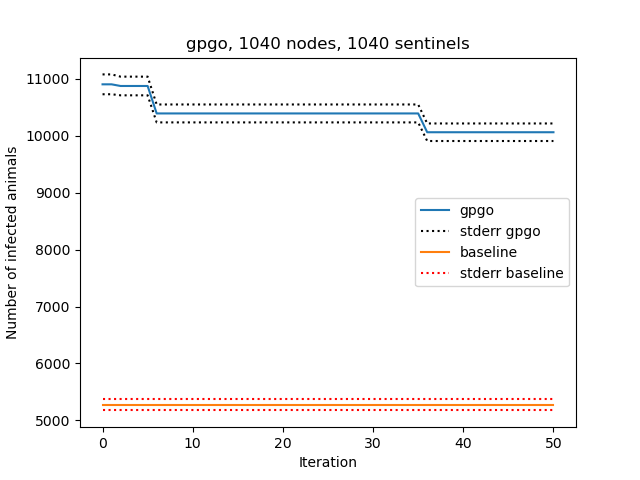 gpgo, 1040 nodes, 1040 sentinels
Number of infected animals
11000
10000
9000
8000
7000
6000
5000
gpgo
stderr gpgo
baseline
stderr baseline
0
10
20
30
40
50
Iteration